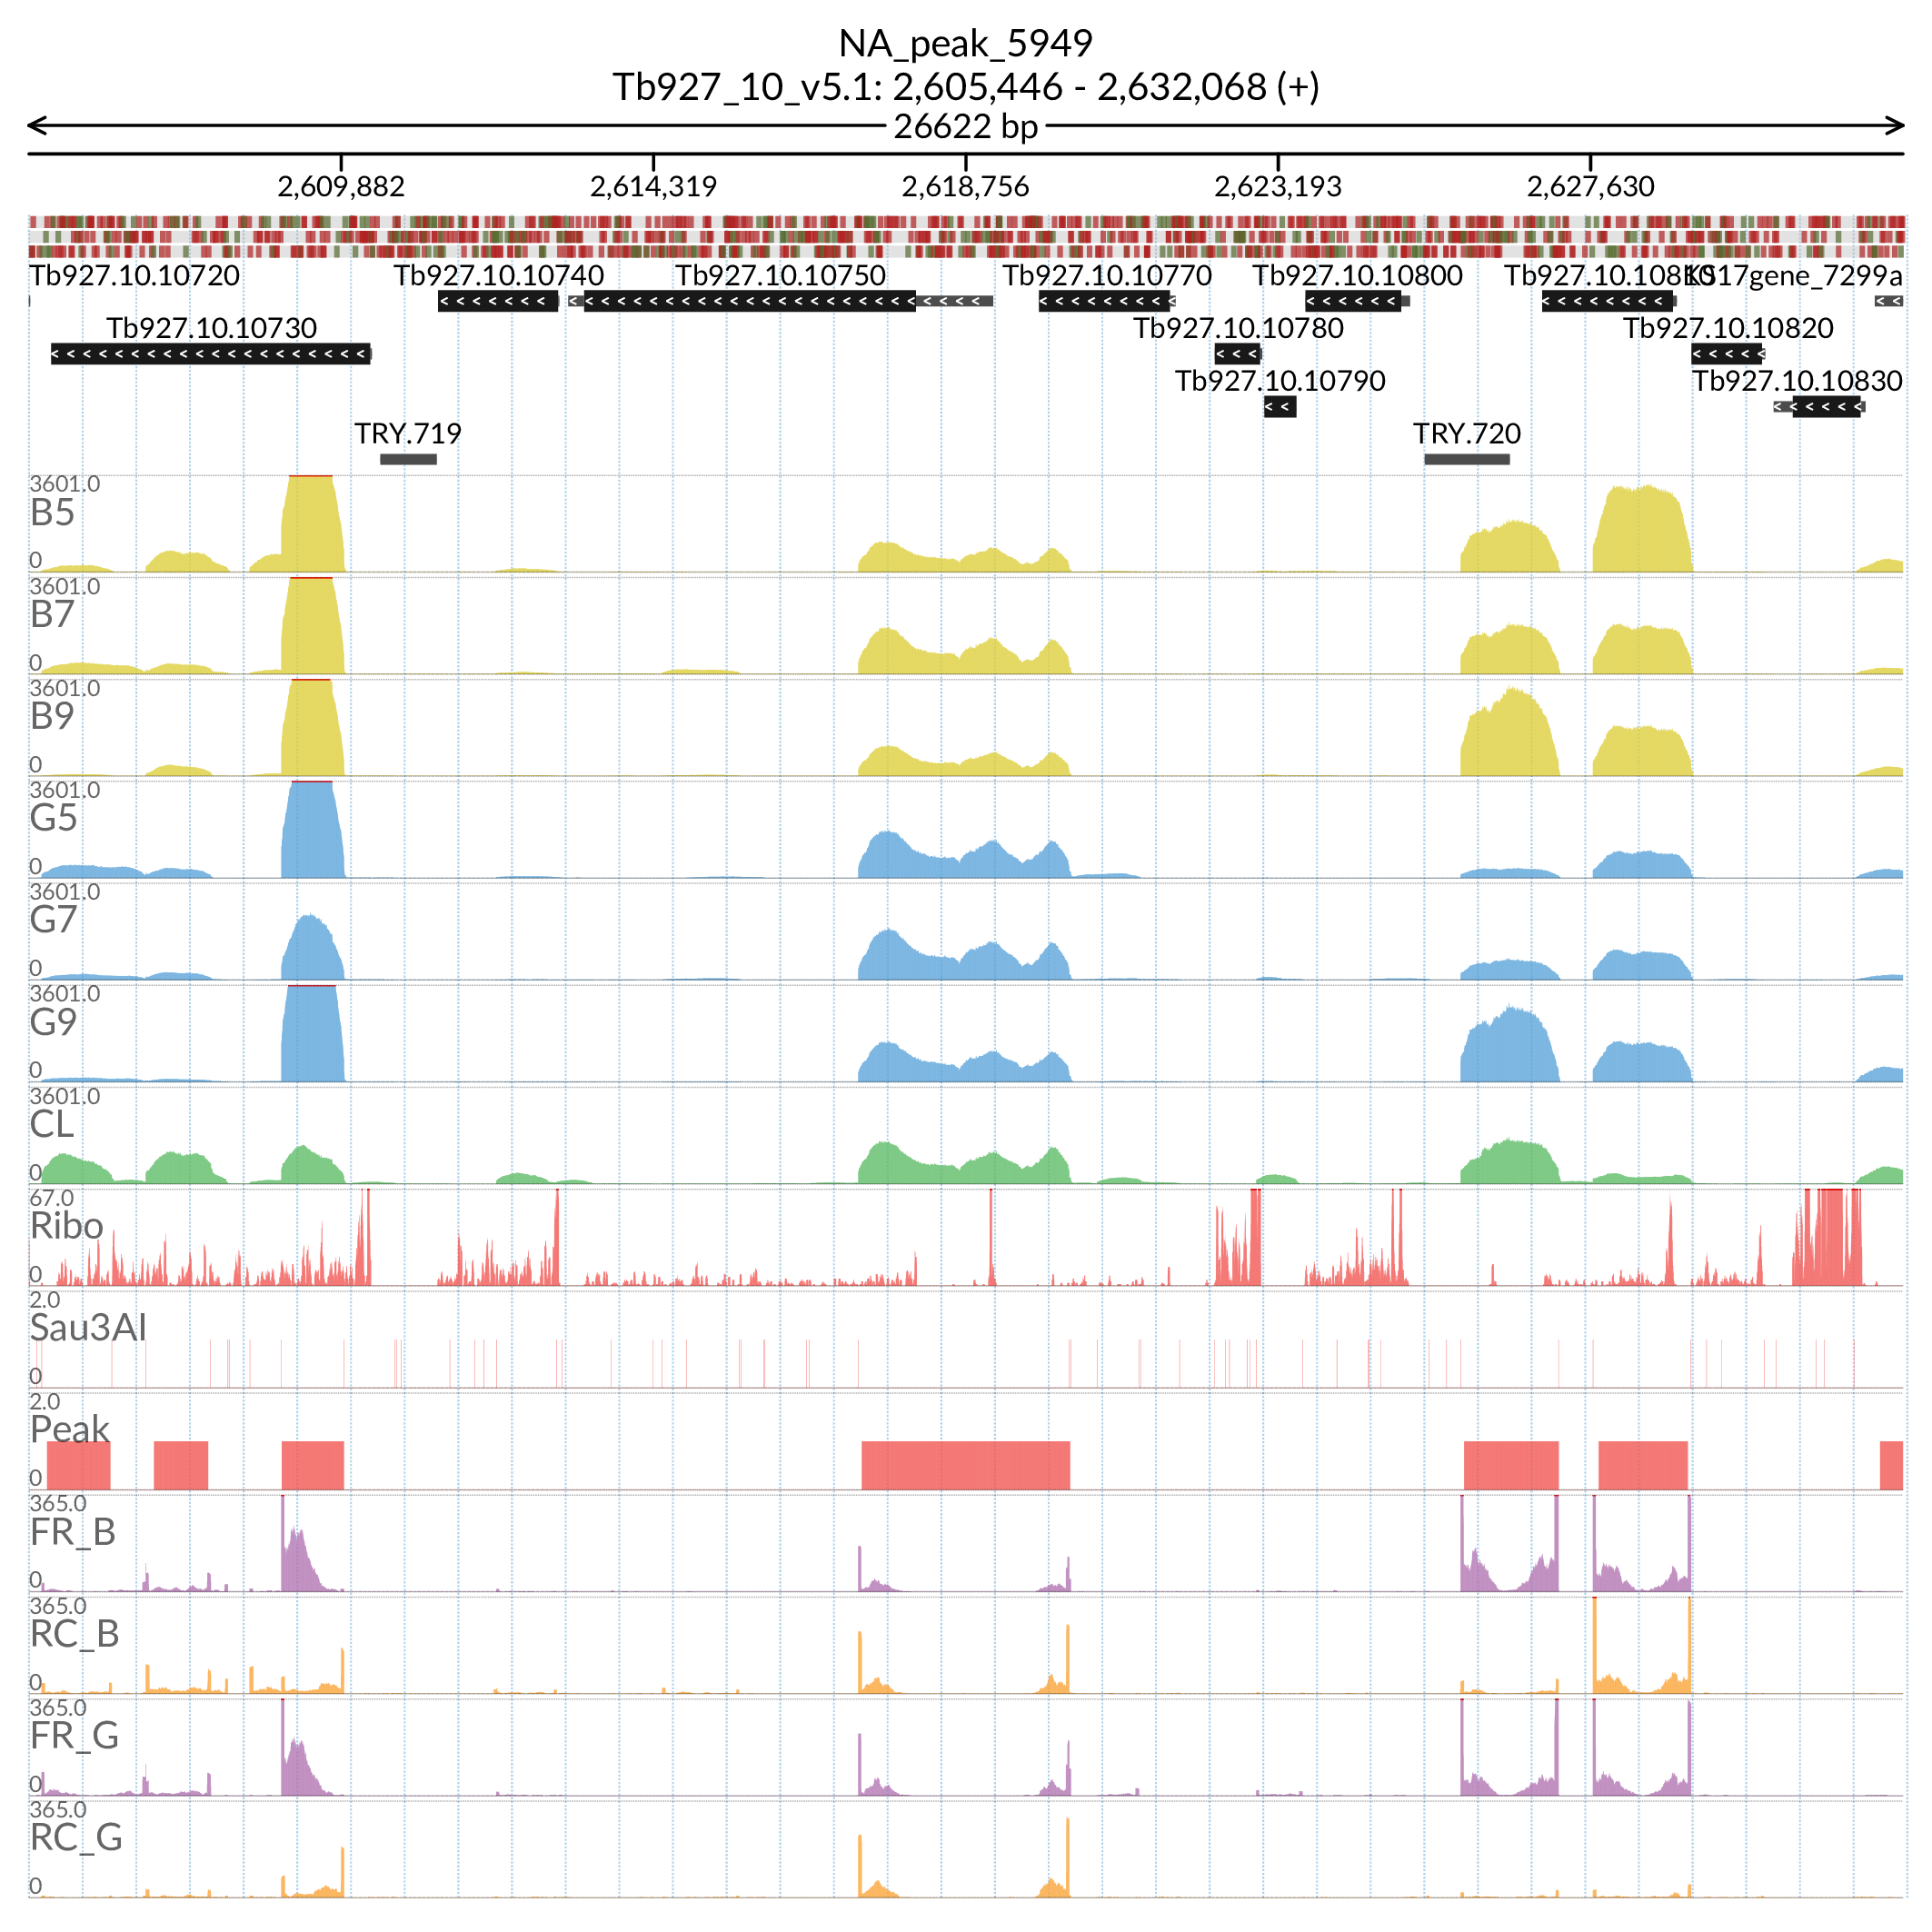 NA_peak_5949
Tb927_10_v5.1: 2,605,446 - 2,632,068 (+)
26622 bp
2,609,882 2,614,319 2,618,756 2,623,193 2,627,630
Tb927.10.10720 Tb927.10.10740 Tb927.10.10750 Tb927.10.10770 Tb927.10.10800 Tb927.10.10810 KS17gene_7299a
Tb927.10.10730 Tb927.10.10780 Tb927.10.10820
Tb927.10.10790 Tb927.10.10830
TRY.719 TRY.720
3601.0
B5
0
3601.0
B7
0
3601.0
B9
0
3601.0
G5
0
3601.0
G7
0
3601.0
G9
0
3601.0
CL
0
67.0
Ribo
0
2.0
Sau3AI
0
2.0
Peak
0
365.0
FR_B
0
365.0
RC_B
0
365.0
FR_G
0
365.0
RC_G
0